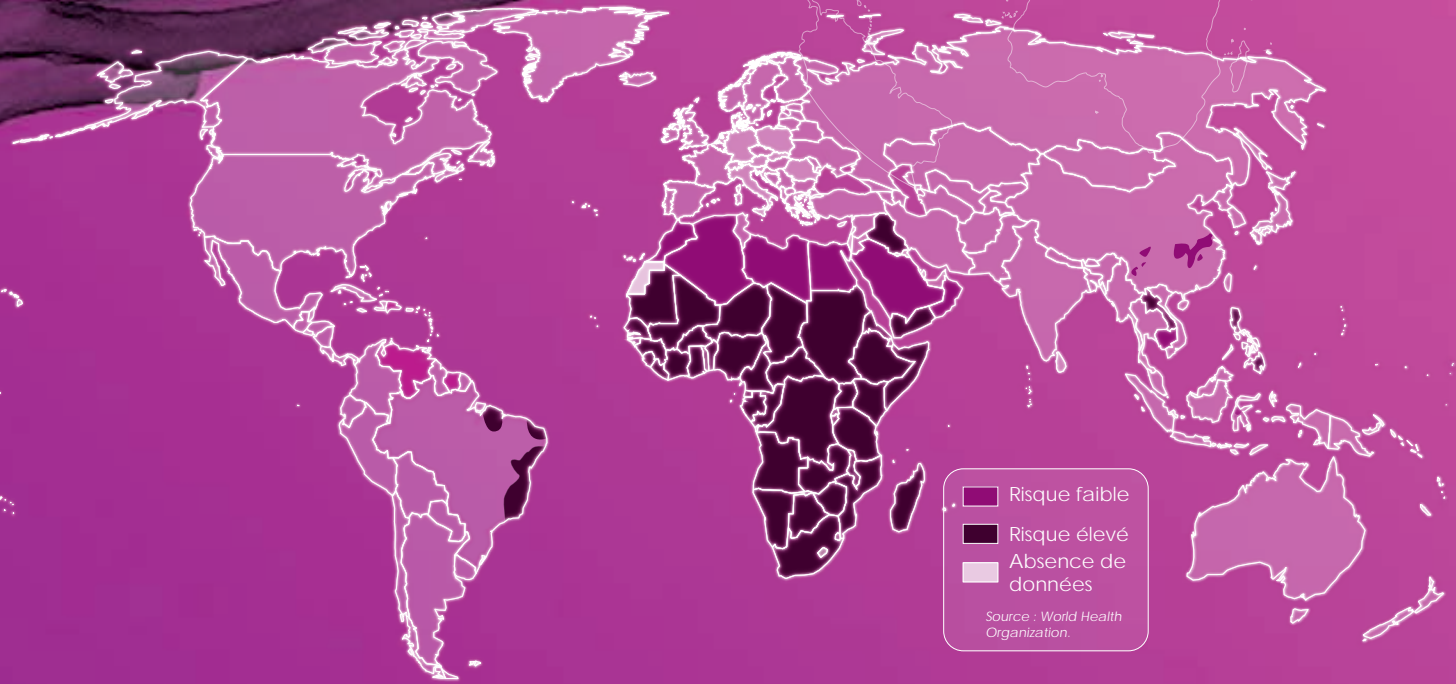 Risque faible
Risque élevé
Absence de
données
Source : World Health
Organization.